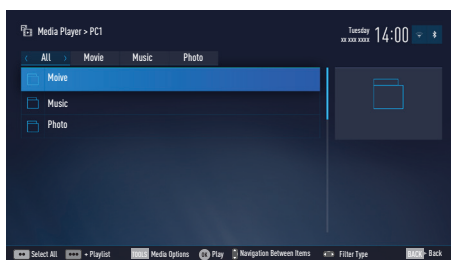 Media Player > PC1
Tuesday
xx xxx xxxx
14:00
< All > Movie Music Photo
Moive
Music
Photo
Select All + Playlist TOOLS Media Options OK Play Navigation Between Items Filter Type BACK Back